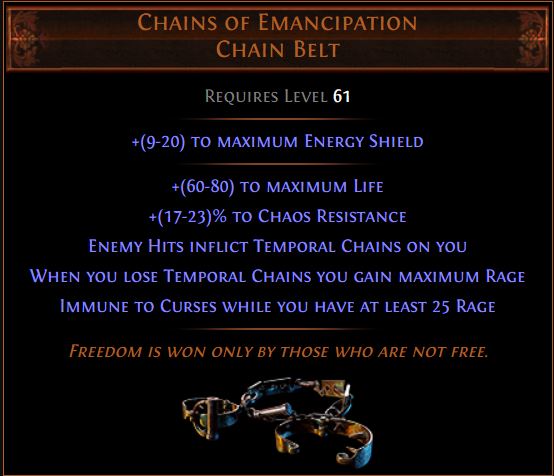 Chains of Emancipation
Chain Belt
Requires Level 61
+(9-20) to maximum Energy Shield
+(60-80) to maximum Life
+(17-23)% to Chaos Resistance
Enemy Hits inflict Temporal Chains on you
When you lose Temporal Chains you gain maximum Rage
Immune to Curses while you have at least 25 Rage
Freedom is won only by those who are not free.